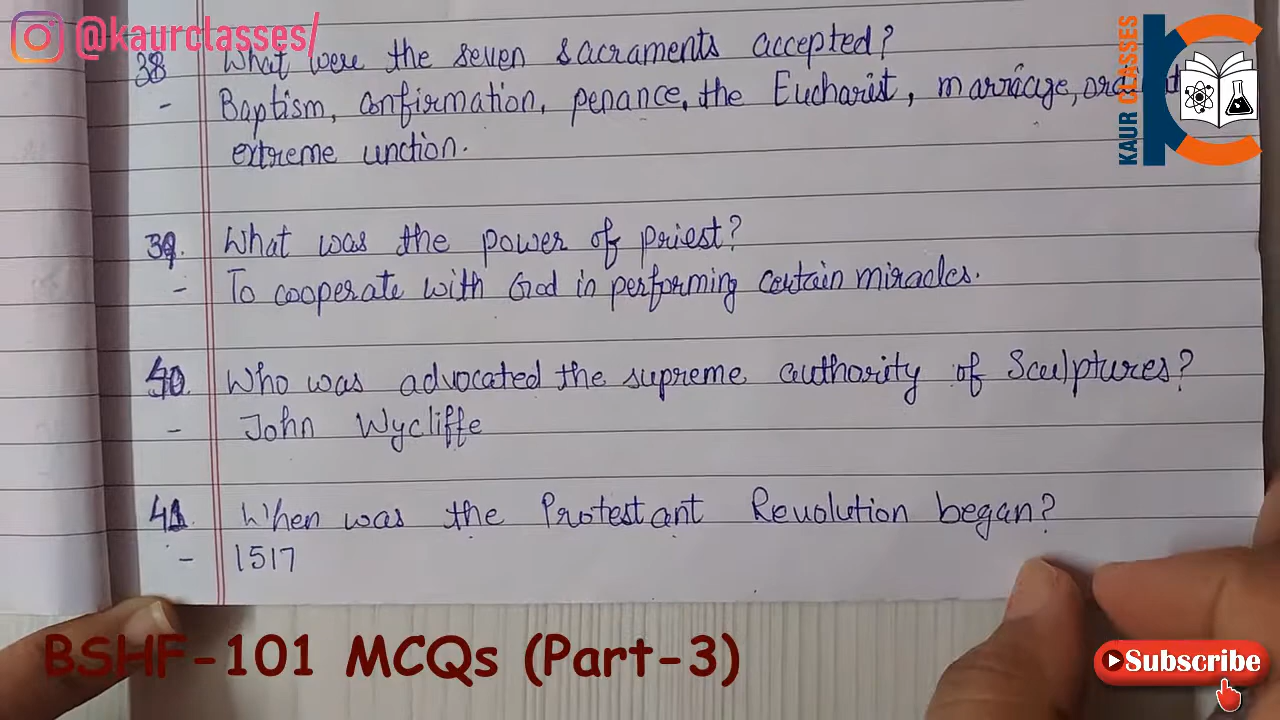 @kaurclasses/
38 What were the seven sacraments accepted?
- Baptism, confirmation, penance, the Eucharist, marriage,
extreme unction.
39. What was the power of priest?
- To cooperate with God in performing certain miracles.
40. Who was advocated the supreme authority of Sculptures?
- John Wycliffe
41. When was the Protestant Revolution began?
- 1517
KAUR CLASSES
BSHF-101 MCQs (Part-3)
Subscribe